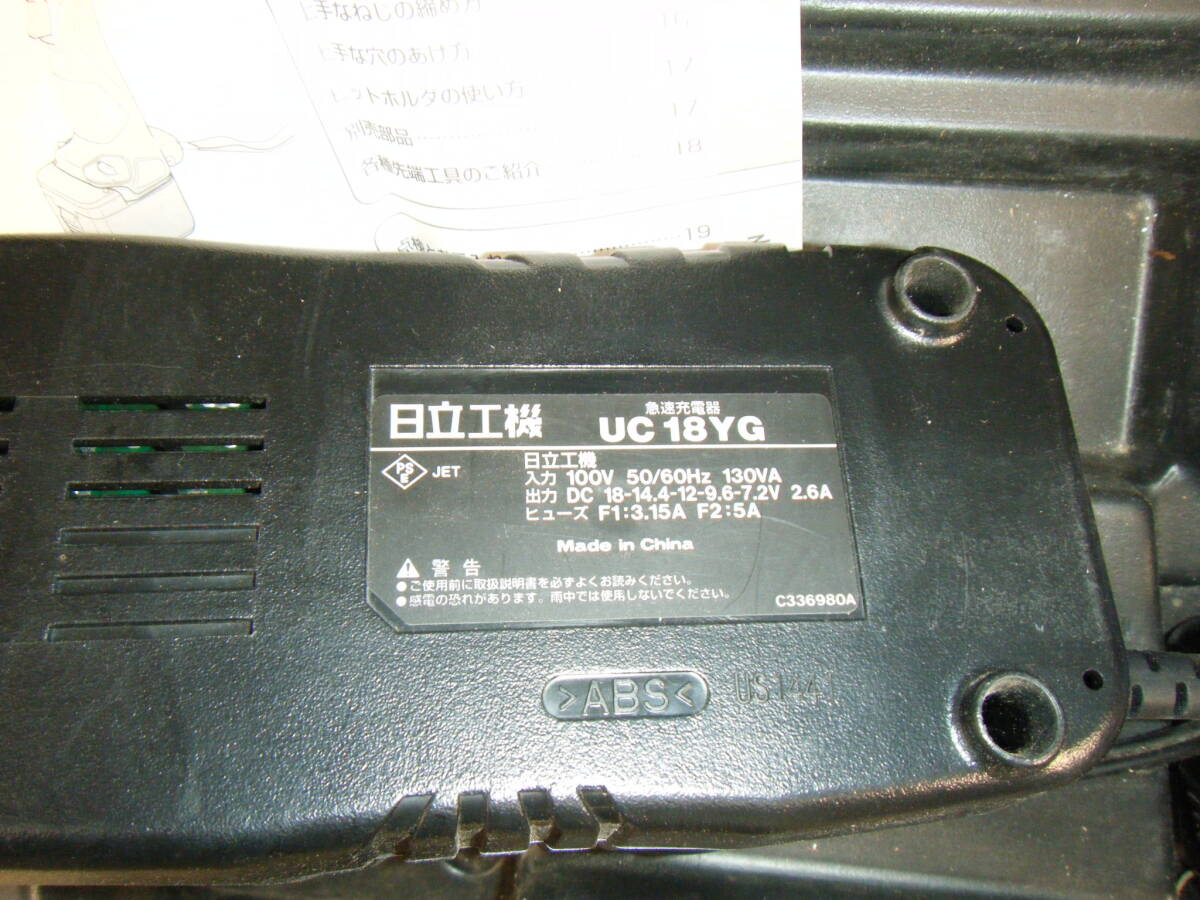 手なねじの締め方 16
手な穴のあけ方 17
ットホルダの使い方 17
別売部品 18
各種先端工具のご紹介
19
日立工機
急速充電器
UC 18YG
PS E JET
日立工機
入力 100V 50/60Hz 130VA
出力 DC 18-14.4-12-9.6-7.2V 2.6A
ヒューズ F1:3.15A F2:5A
Made in China
警告
●ご使用前に取扱説明書を必ずよくお読みください。
●感電の恐れがあります。雨中では使用しないでください。
C336980A
>ABS<